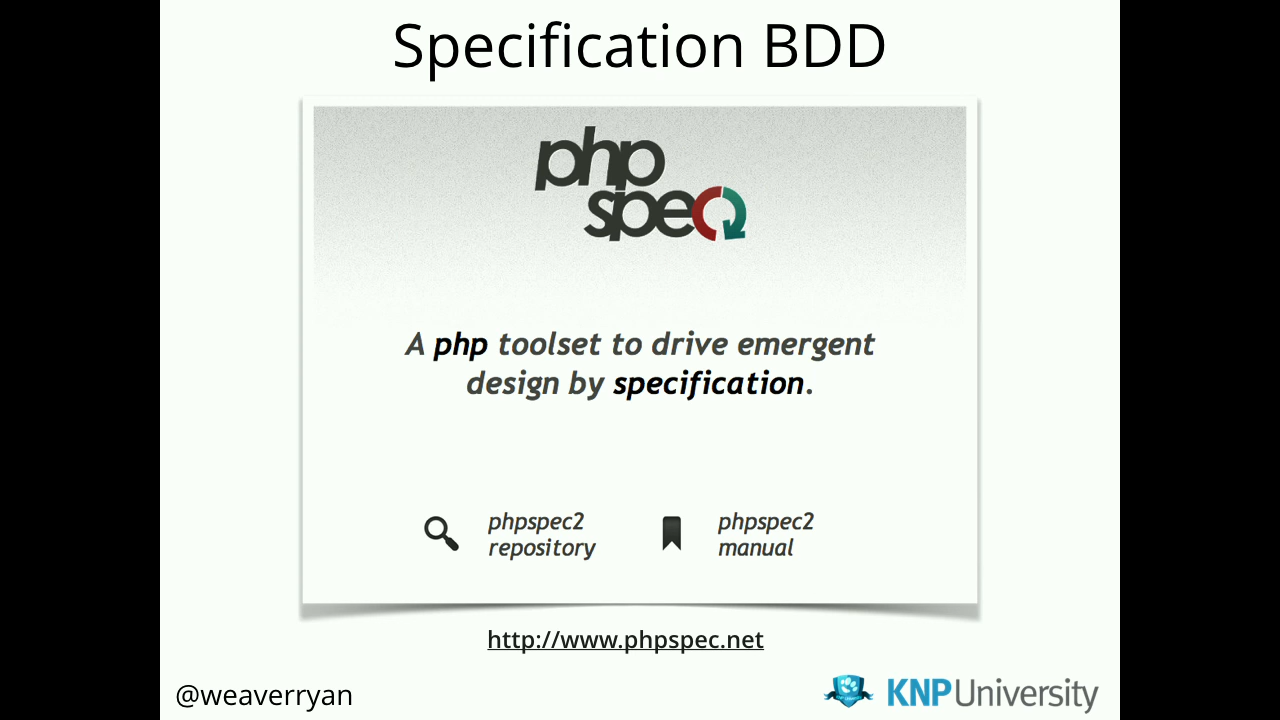 Specification BDD
php
spec
A php toolset to drive emergent
design by specification.
phpspec2
repository
phpspec2
manual
http://www.phpspec.net
@weaverryan
KNPUniversity